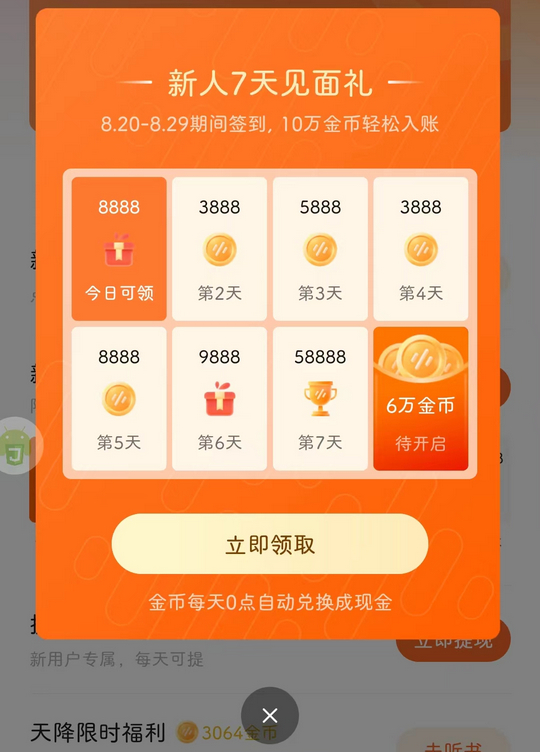 新人7天见面礼
8.20-8.29期间签到, 10万金币轻松入账
8888
3888
5888
3888
今日可领
第2天
第3天
第4天
8888
9888
58888
6万金币
第5天
第6天
第7天
待开启
立即领取
金币每天0点自动兑换成现金
立即提现
新用户专属，每天可提
天降限时福利 3064金币
去听书